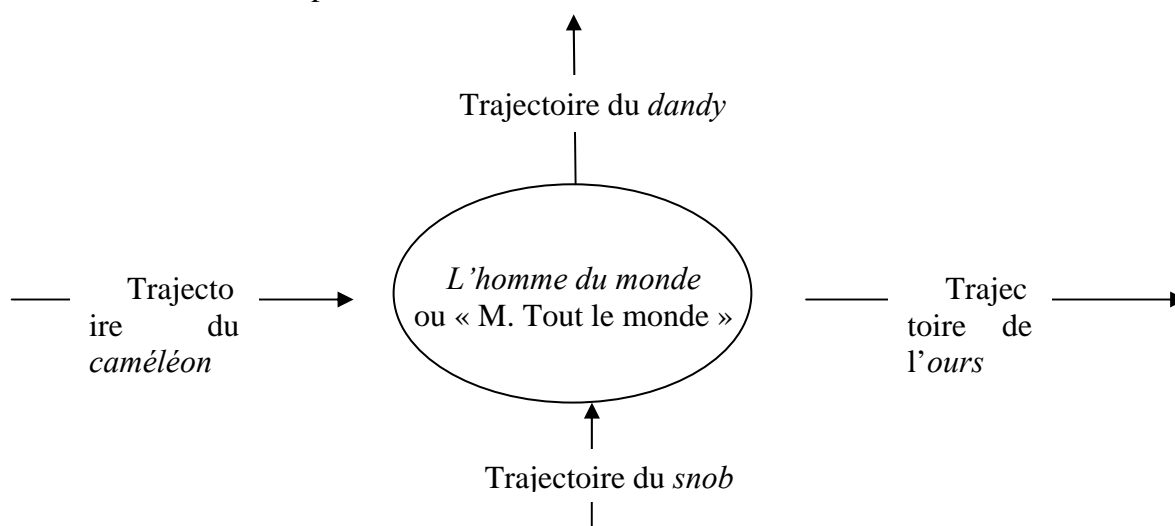 Trajectoire du dandy
L’homme du monde
ou « M. Tout le monde »
Trajecto
ire du
caméléon
Trajec
toire de
l’ours
Trajectoire du snob